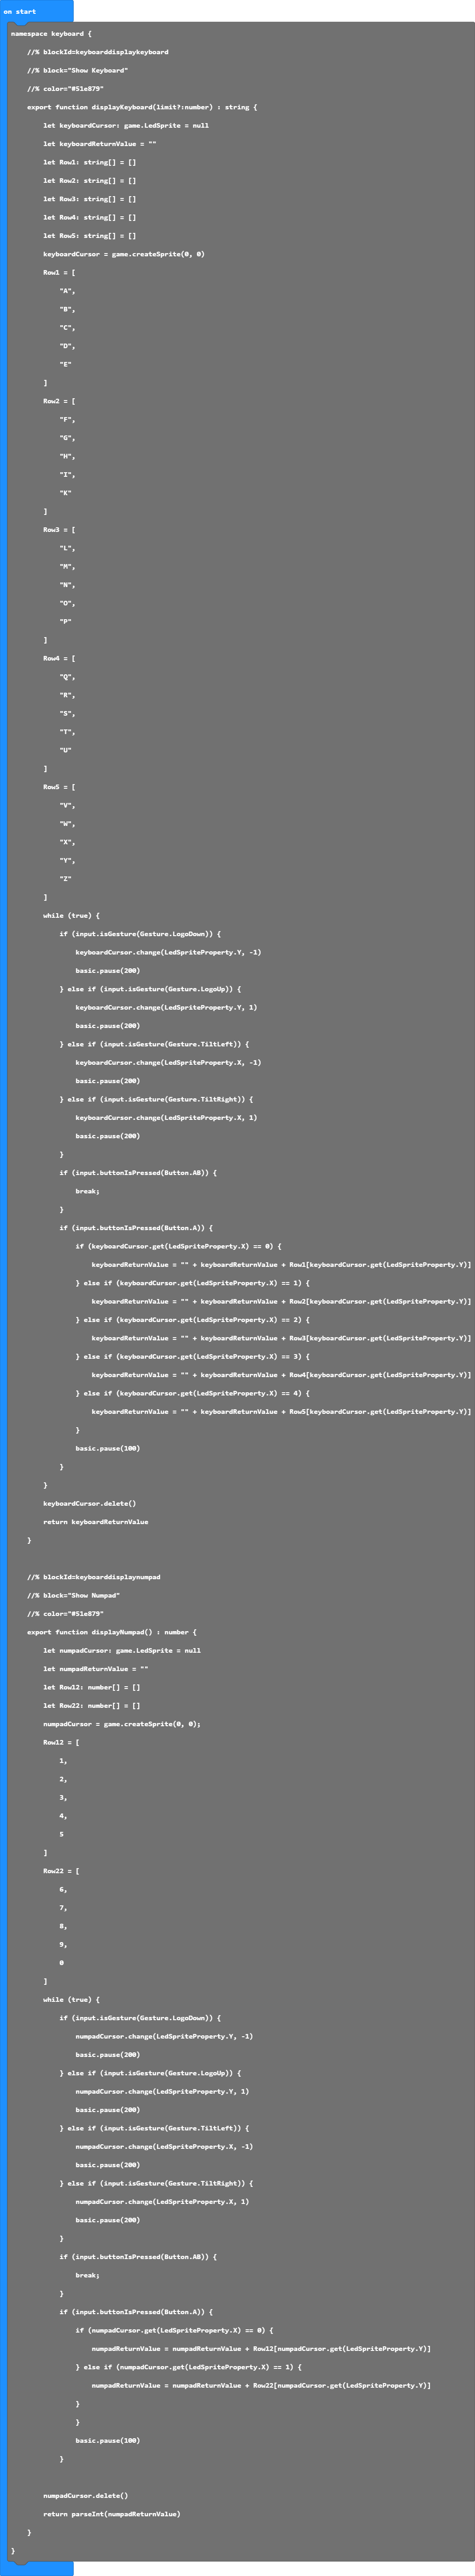 on start
namespace keyboard {
//% blockId=keyboarddisplaykeyboard
//% block="Show Keyboard"
//% color="#51e879"
export function displayKeyboard(limit?:number) : string {
let keyboardCursor: game.LedSprite = null
let keyboardReturnValue = ""
let Row1: string[] = []
let Row2: string[] = []
let Row3: string[] = []
let Row4: string[] = []
let Row5: string[] = []
keyboardCursor = game.createSprite(0, 0)
Row1 = [
"A",
"B",
"C",
"D",
"E"
]
Row2 = [
"F",
"G",
"H",
"I",
"K"
]
Row3 = [
"L",
"M",
"N",
"O",
"P"
]
Row4 = [
"Q",
"R",
"S",
"T",
"U"
]
Row5 = [
"V",
"W",
"X",
"Y",
"Z"
]
while (true) {
if (input.isGesture(Gesture.LogoDown)) {
keyboardCursor.change(LedSpriteProperty.Y, -1)
basic.pause(200)
} else if (input.isGesture(Gesture.LogoUp)) {
keyboardCursor.change(LedSpriteProperty.Y, 1)
basic.pause(200)
} else if (input.isGesture(Gesture.TiltLeft)) {
keyboardCursor.change(LedSpriteProperty.X, -1)
basic.pause(200)
} else if (input.isGesture(Gesture.TiltRight)) {
keyboardCursor.change(LedSpriteProperty.X, 1)
basic.pause(200)
}
if (input.buttonIsPressed(Button.AB)) {
break;
}
if (input.buttonIsPressed(Button.A)) {
if (keyboardCursor.get(LedSpriteProperty.X) == 0) {
keyboardReturnValue = "" + keyboardReturnValue + Row1[keyboardCursor.get(LedSpriteProperty.Y)]
} else if (keyboardCursor.get(LedSpriteProperty.X) == 1) {
keyboardReturnValue = "" + keyboardReturnValue + Row2[keyboardCursor.get(LedSpriteProperty.Y)]
} else if (keyboardCursor.get(LedSpriteProperty.X) == 2) {
keyboardReturnValue = "" + keyboardReturnValue + Row3[keyboardCursor.get(LedSpriteProperty.Y)]
} else if (keyboardCursor.get(LedSpriteProperty.X) == 3) {
keyboardReturnValue = "" + keyboardReturnValue + Row4[keyboardCursor.get(LedSpriteProperty.Y)]
} else if (keyboardCursor.get(LedSpriteProperty.X) == 4) {
keyboardReturnValue = "" + keyboardReturnValue + Row5[keyboardCursor.get(LedSpriteProperty.Y)]
}
basic.pause(100)
}
}
keyboardCursor.delete()
return keyboardReturnValue
}
//% blockId=keyboarddisplaynumpad
//% block="Show Numpad"
//% color="#51e879"
export function displayNumpad() : number {
let numpadCursor: game.LedSprite = null
let numpadReturnValue = ""
let Row12: number[] = []
let Row22: number[] = []
numpadCursor = game.createSprite(0, 0);
Row12 = [
1,
2,
3,
4,
5
]
Row22 = [
6,
7,
8,
9,
0
]
while (true) {
if (input.isGesture(Gesture.LogoDown)) {
numpadCursor.change(LedSpriteProperty.Y, -1)
basic.pause(200)
} else if (input.isGesture(Gesture.LogoUp)) {
numpadCursor.change(LedSpriteProperty.Y, 1)
basic.pause(200)
} else if (input.isGesture(Gesture.TiltLeft)) {
numpadCursor.change(LedSpriteProperty.X, -1)
basic.pause(200)
} else if (input.isGesture(Gesture.TiltRight)) {
numpadCursor.change(LedSpriteProperty.X, 1)
basic.pause(200)
}
if (input.buttonIsPressed(Button.AB)) {
break;
}
if (input.buttonIsPressed(Button.A)) {
if (numpadCursor.get(LedSpriteProperty.X) == 0) {
numpadReturnValue = numpadReturnValue + Row12[numpadCursor.get(LedSpriteProperty.Y)]
} else if (numpadCursor.get(LedSpriteProperty.X) == 1) {
numpadReturnValue = numpadReturnValue + Row22[numpadCursor.get(LedSpriteProperty.Y)]
}
}
basic.pause(100)
}
numpadCursor.delete()
return parseInt(numpadReturnValue)
}
}